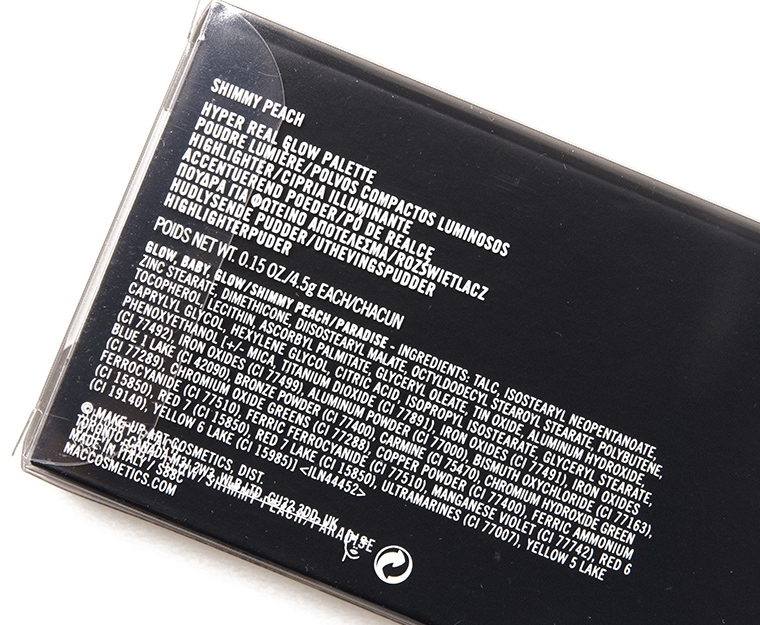 SHIMMY PEACH
HYPER REAL GLOW PALETTE
POUDRE LUMIÈRE/POLVOS COMPACTOS LUMINOSOS
HIGHLIGHTER/CIPRIA ILLUMINANTE
ACCENTUEREND POEDER/PÓ DE REALCE
ΠΟΥΔΡΑ ΓΙΑ ΦΩΤΕΙΝΟ ΑΠΟΤΕΛΕΣΜΑ/ROZŚWIETLACZ
HUDLYSENDE PUDDER/UTHEVINGSPUDDER
HIGHLIGHTERPUDER
POIDS NET WT. 0.15 OZ./4.5g EACH/CHACUN
GLOW, BABY, GLOW/SHIMMY PEACH/PARADISE - INGREDIENTS: TALC, ISOSTEARYL NEOPENTANOATE,
ZINC STEARATE, DIMETHICONE, DIISOSTEARYL MALATE, OCTYLDODECYL STEAROYL STEARATE, POLYBUTENE,
TOCOPHEROL, LECITHIN, ASCORBYL PALMITATE, GLYCERYL OLEATE, TIN OXIDE, ALUMINUM HYDROXIDE,
CAPRYLYL GLYCOL, HEXYLENE GLYCOL, CITRIC ACID, ISOPROPYL ISOSTEARATE, GLYCERYL STEARATE,
PHENOXYETHANOL [+/- MICA, TITANIUM DIOXIDE (CI 77891), IRON OXIDES (CI 77491), IRON OXIDES
(CI 77492), IRON OXIDES (CI 77499), ALUMINUM POWDER (CI 77000), BISMUTH OXYCHLORIDE (CI 77163),
BLUE 1 LAKE (CI 42090), BRONZE POWDER (CI 77400), CARMINE (CI 75470), CHROMIUM HYDROXIDE GREEN
(CI 77289), CHROMIUM OXIDE GREENS (CI 77288), COPPER POWDER (CI 77400), FERRIC AMMONIUM
FERROCYANIDE (CI 77510), FERRIC FERROCYANIDE (CI 77510), MANGANESE VIOLET (CI 77742), RED 6
(CI 15850), RED 7 (CI 15850), RED 7 LAKE (CI 15850), ULTRAMARINES (CI 77007), YELLOW 5 LAKE
(CI 19140), YELLOW 6 LAKE (CI 15985)] <ILN44452>
© MAKE-UP ART COSMETICS, DIST.
TORONTO, CANADA
MADE IN ITALY
MACCOSMETICS.COM
GU32 3DD, UK
SHIMMY PEACH/PARADISE